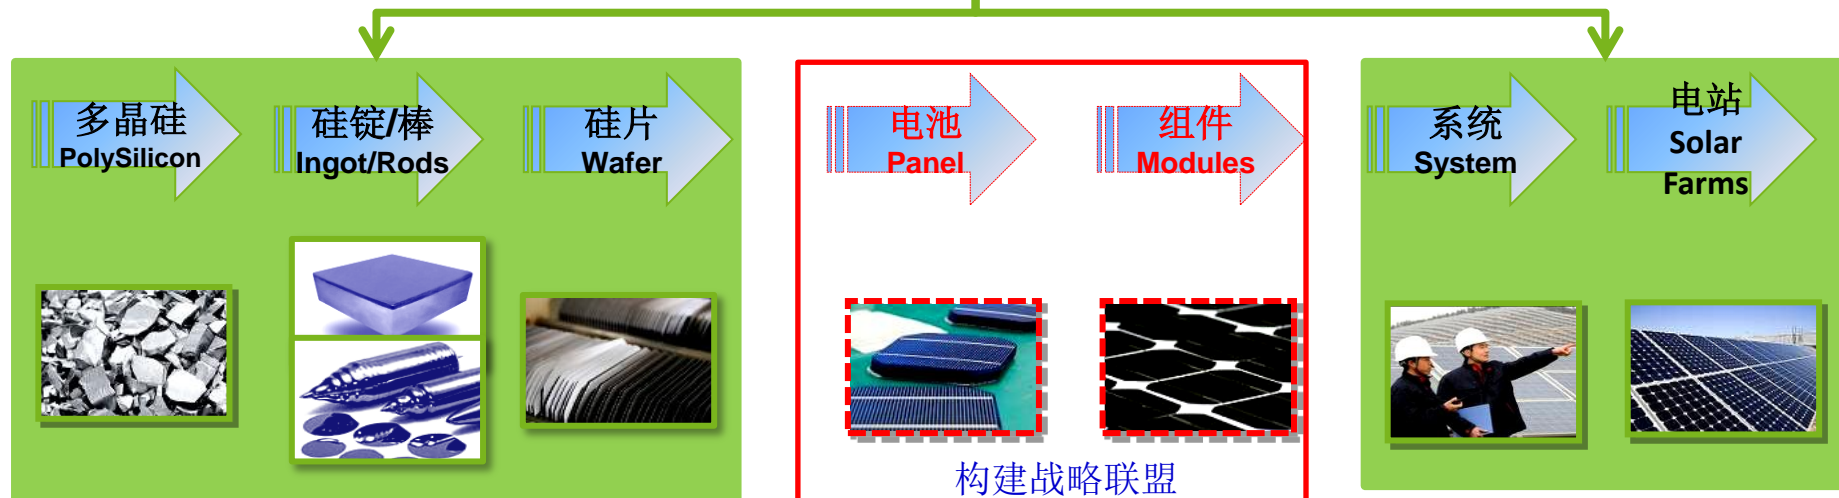 多晶硅
PolySilicon
硅锭/棒
Ingot/Rods
硅片
Wafer
电池
Panel
组件
Modules
系统
System
电站
Solar
Farms
构建战略联盟